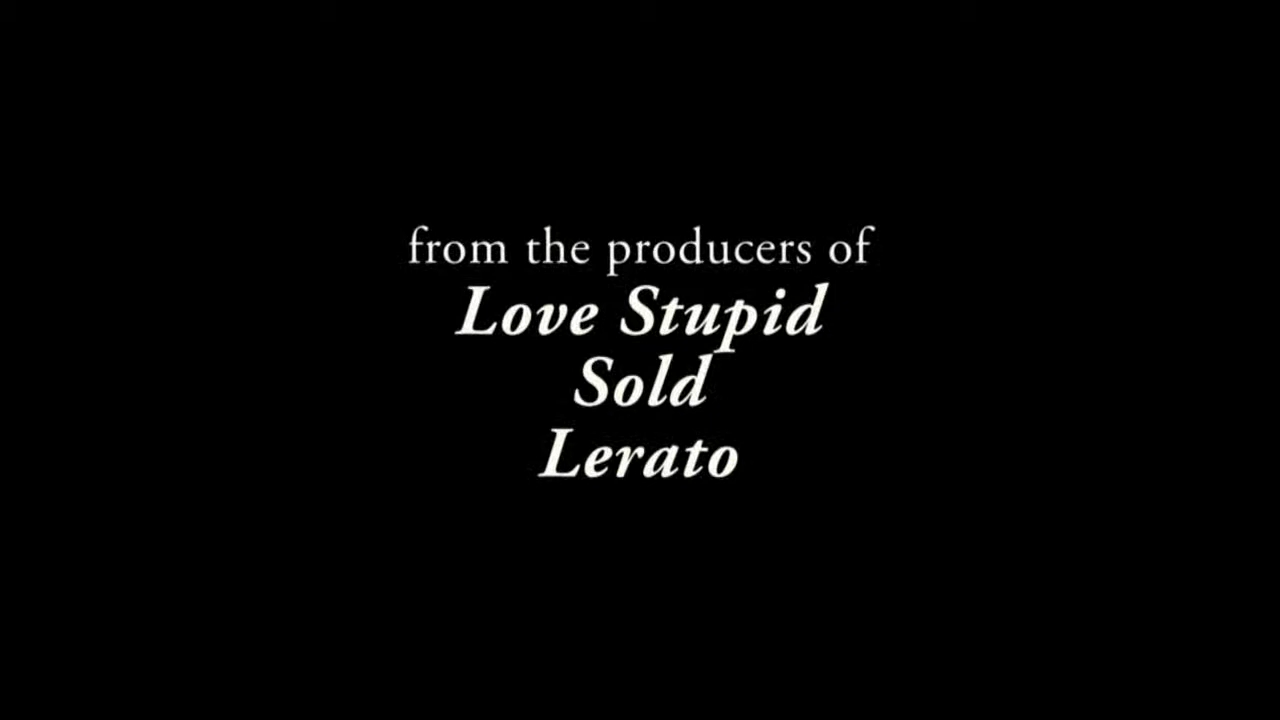 from the producers of
Love Stupid
Sold
Lerato